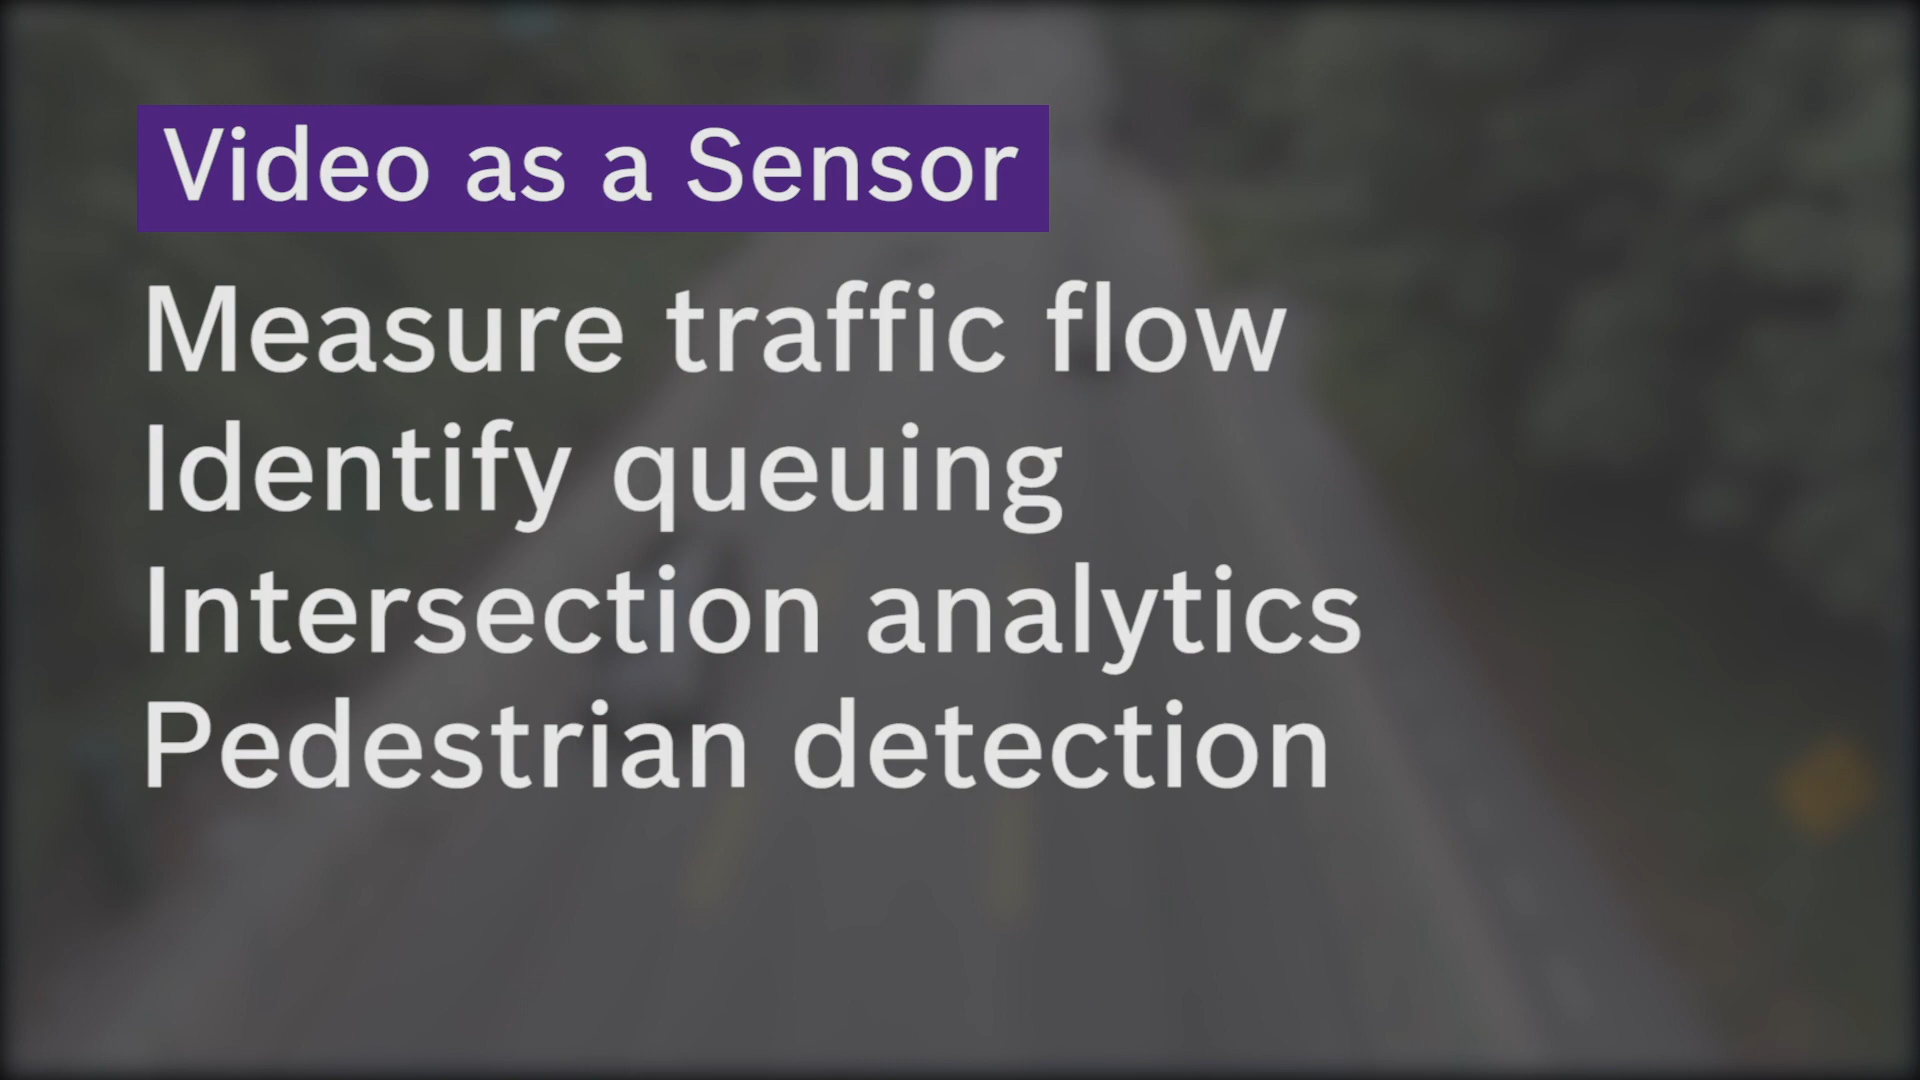 Video as a Sensor
Measure traffic flow
Identify queuing
Intersection analytics
Pedestrian detection